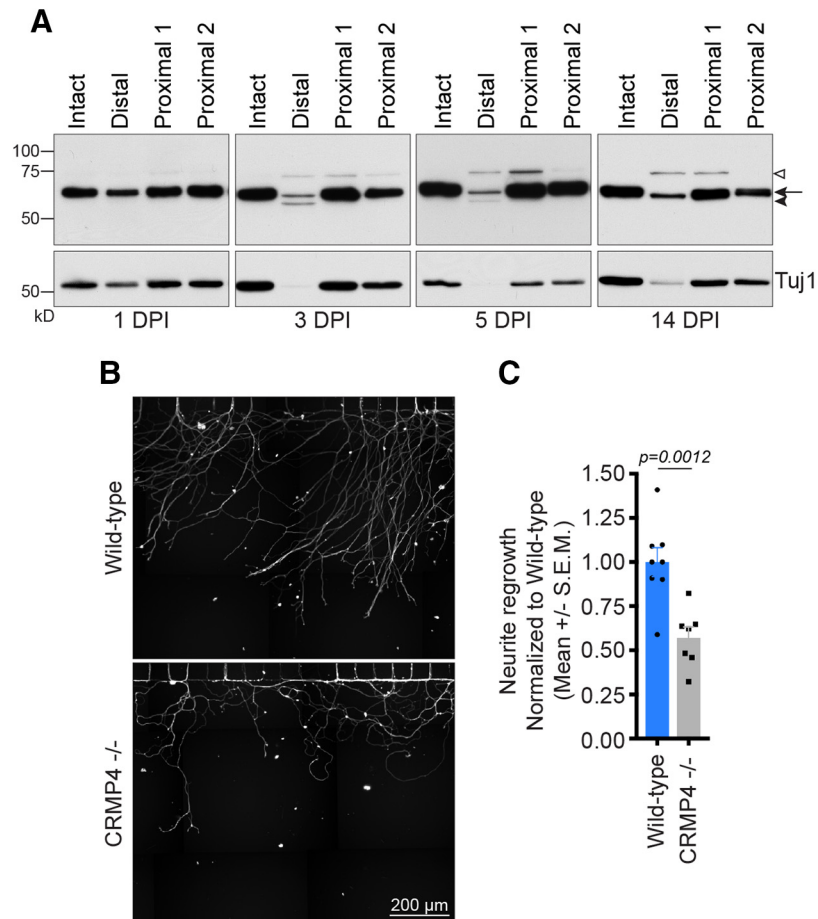 A
Intact Distal Proximal 1 Proximal 2 Intact Distal Proximal 1 Proximal 2 Intact Distal Proximal 1 Proximal 2 Intact Distal Proximal 1 Proximal 2
100
75
50
50
Tuj1
kD
1 DPI 3 DPI 5 DPI 14 DPI
B
Wild-type
CRMP4 -/-
200 µm
C
p=0.0012
Neurite regrowth
Normalized to Wild-type
(Mean +/- S.E.M.)
1.50
1.25
1.00
0.75
0.50
0.25
0.00
Wild-type
CRMP4 -/-